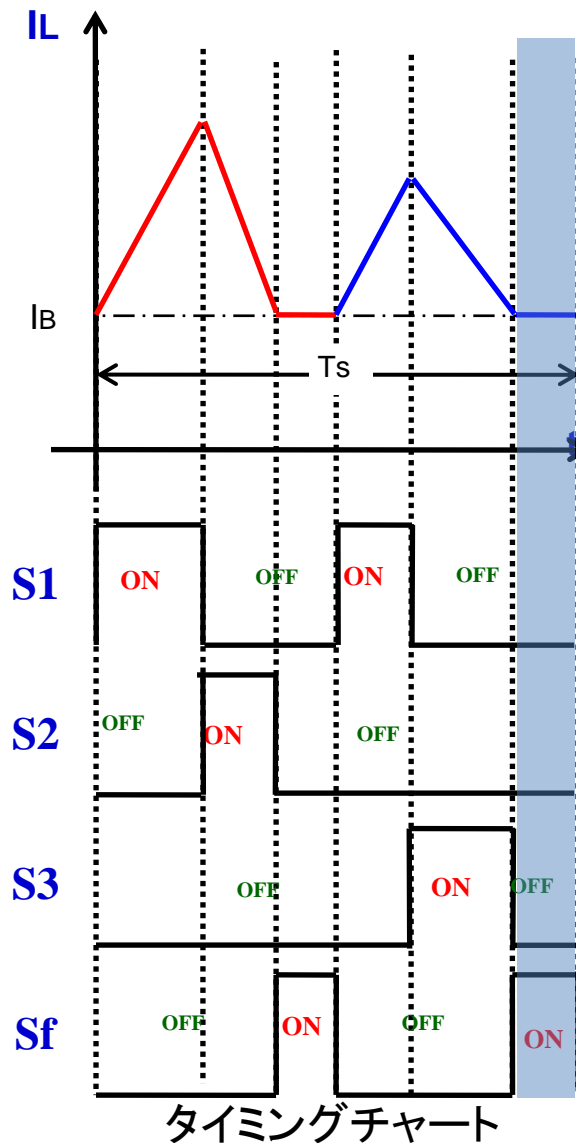 IL
IB
Ts
S1 ON OFF ON OFF
S2 OFF ON OFF
S3 OFF ON OFF
Sf OFF ON OFF ON
タイミングチャート